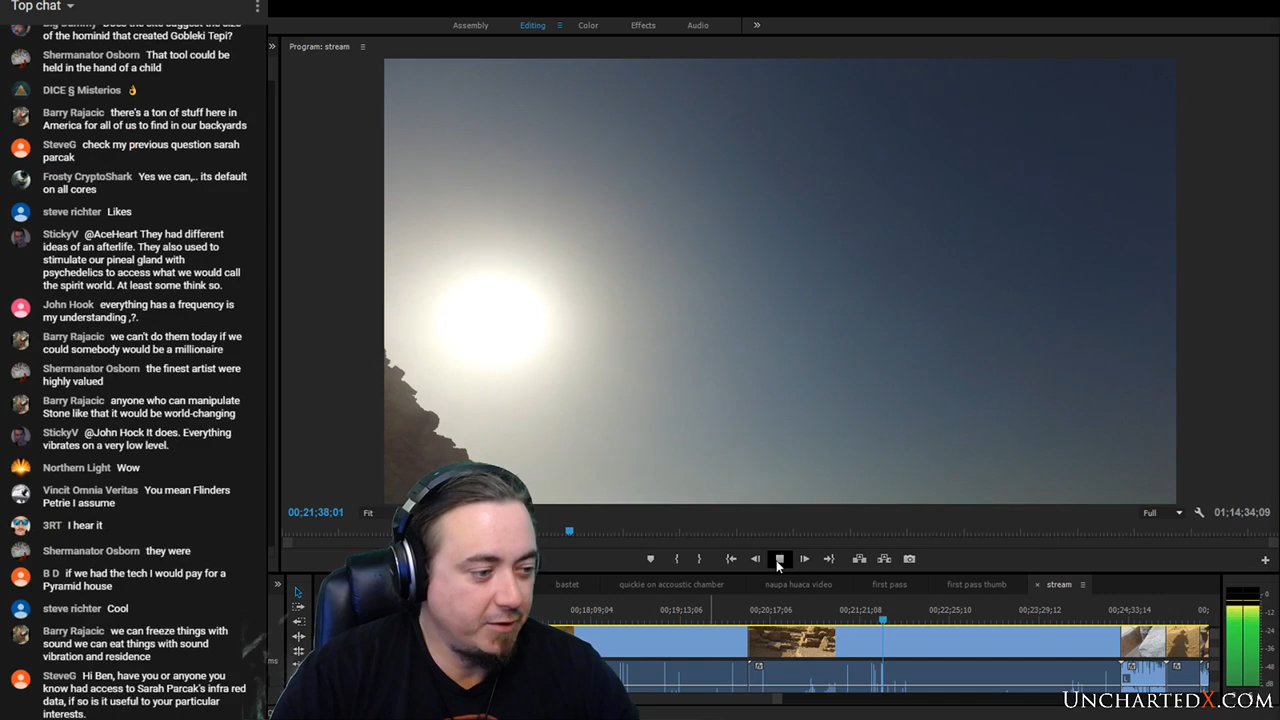 Top chat
of the hominid that created Gobleki Tepi?
Shermanator Osborn That tool could be
held in the hand of a child
DICE § Misterios 👌
Barry Rajacic there's a ton of stuff here in
America for all of us to find in our backyards
SteveG check my previous question sarah
parcak
Frosty CryptoShark Yes we can,.. its default
on all cores
steve richter Likes
StickyV @AceHeart They had different
ideas of an afterlife. They also used to
stimulate our pineal gland with
psychedelics to access what we would call
the spirit world. At least some think so.
John Hook everything has a frequency is
my understanding ,?.
Barry Rajacic we can't do them today if we
could somebody would be a millionaire
Shermanator Osborn the finest artist were
highly valued
Barry Rajacic anyone who can manipulate
Stone like that it would be world-changing
StickyV @John Hock It does. Everything
vibrates on a very low level.
Northern Light Wow
Vincit Omnia Veritas You mean Flinders
Petrie I assume
3RT I hear it
Shermanator Osborn they were
B D if we had the tech I would pay for a
Pyramid house
steve richter Cool
Barry Rajacic we can freeze things with
sound we can eat things with sound
vibration and residence
SteveG Hi Ben, have you or anyone you
know had access to Sarah Parcak's infra red
data, if so is it useful to your particular
interests.
Assembly Editing Color Effects Audio
Program: stream
00;21;38;01 Fit Full 01;14;34;09
bastet quickie on accoustic chamber naupa huaca video first pass first pass thumb × stream
00;18;09;04 00;19;13;06 00;20;17;06 00;21;21;08 00;22;25;10 00;23;29;12 00;24;33;14 00;
fx fx fx
0
-12
-24
-36
-48
dB
UnchartedX.com